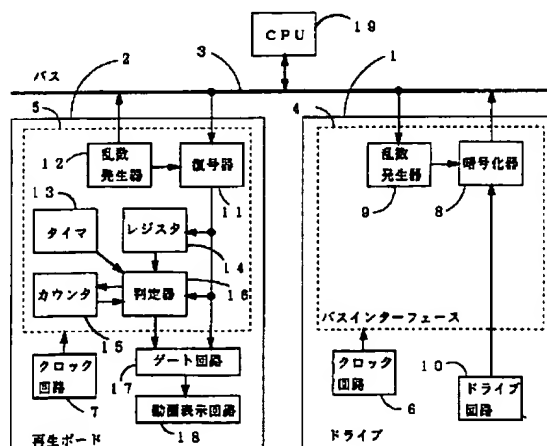 CPU
19
バス
2
3
1
5
4
12
乱数
発生器
復号器
11
乱数
発生器
9
暗号化器
8
13
タイマ
レジスタ
14
カウンタ
15
判定器
16
バスインターフェース
クロック
回路
7
ゲート回路
17
動画表示回路
18
再生ボード
クロック
回路
6
10
ドライブ
回路
ドライブ